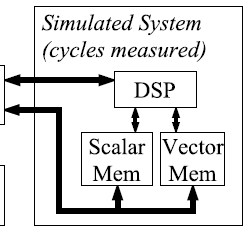 Simulated System
(cycles measured)
DSP
Scalar
Mem
Vector
Mem